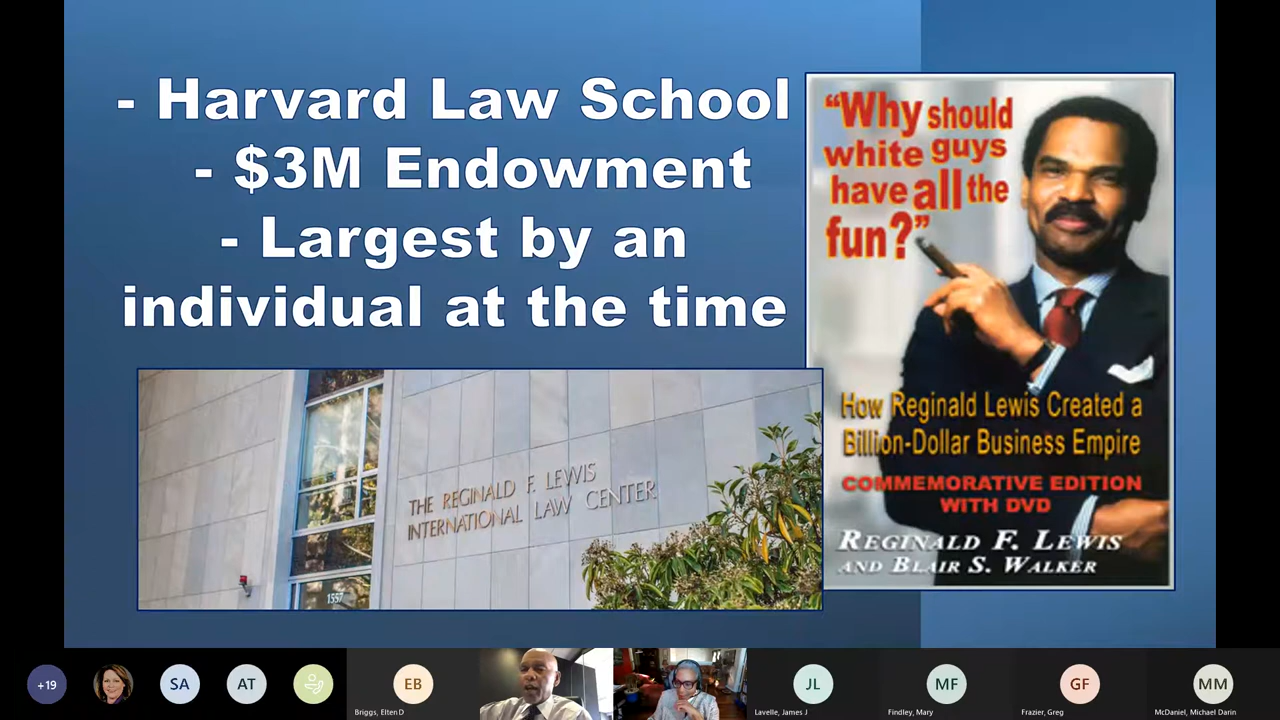 - Harvard Law School
- $3M Endowment
- Largest by an
individual at the time
"Why should
white guys
have all the
fun?"
How Reginald Lewis Created a
Billion-Dollar Business Empire
COMMEMORATIVE EDITION
WITH DVD
REGINALD F. LEWIS
AND BLAIR S. WALKER
THE REGINALD F. LEWIS
INTERNATIONAL LAW CENTER
1557
+19
SA
AT
EB
Briggs, Elten D
JL
Lavelle, James J
MF
Findley, Mary
GF
Frazier, Greg
MM
McDaniel, Michael Darin